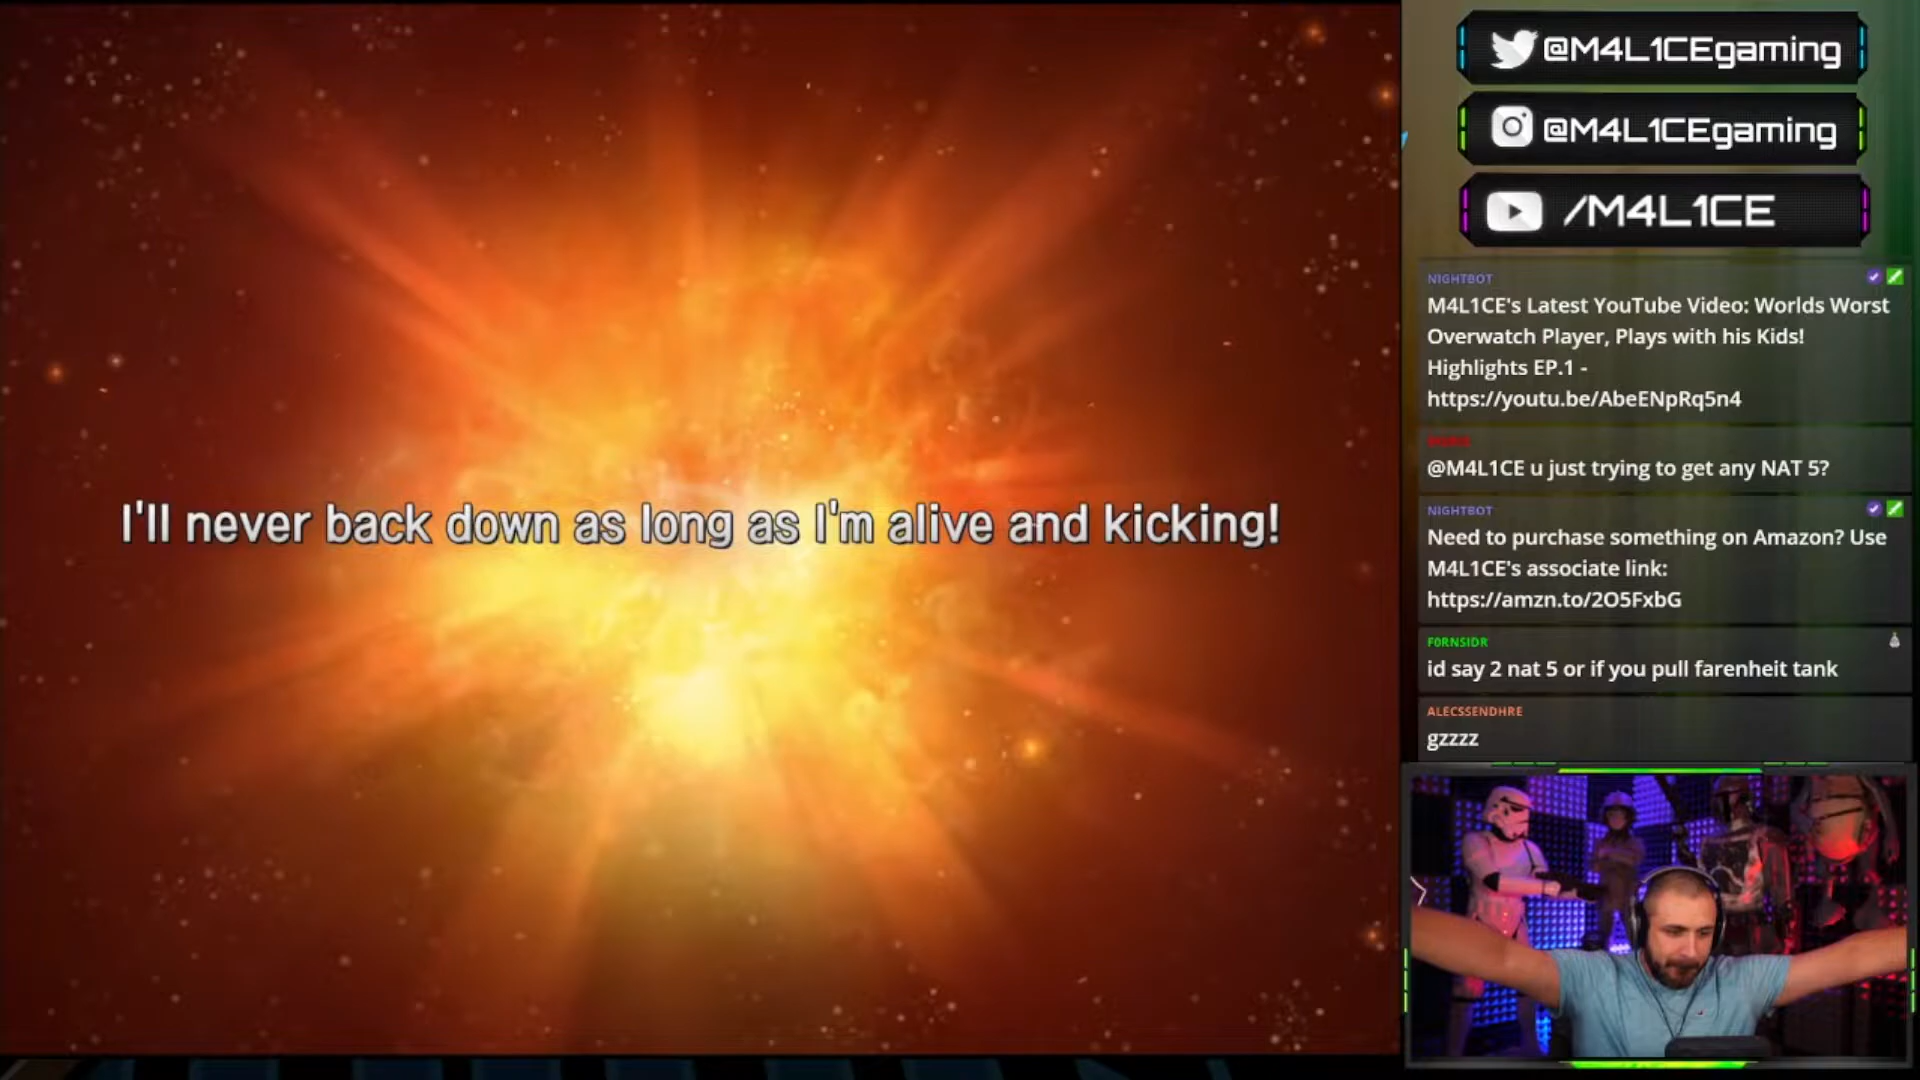 I'll never back down as long as I'm alive and kicking!
@M4L1CEgaming
@M4L1CEgaming
/M4L1CE
NIGHTBOT
M4L1CE's Latest YouTube Video: Worlds Worst
Overwatch Player, Plays with his Kids!
Highlights EP.1 -
https://youtu.be/AbeENpRq5n4
@M4L1CE u just trying to get any NAT 5?
NIGHTBOT
Need to purchase something on Amazon? Use
M4L1CE's associate link:
https://amzn.to/2O5FxbG
F0RNSIDR
id say 2 nat 5 or if you pull farenheit tank
ALECSSENDHRE
gzzzz